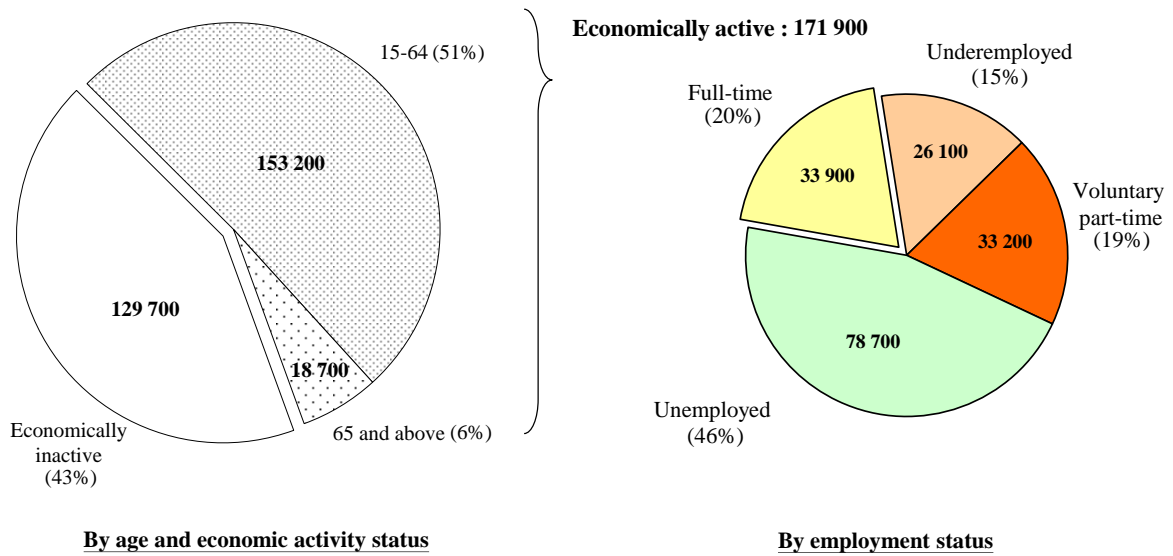 15-64 (51%)
153 200
129 700
18 700
Economically
inactive
(43%)
65 and above (6%)
By age and economic activity status
Economically active : 171 900
Underemployed
(15%)
Full-time
(20%)
26 100
33 900
Voluntary
part-time
(19%)
33 200
78 700
Unemployed
(46%)
By employment status